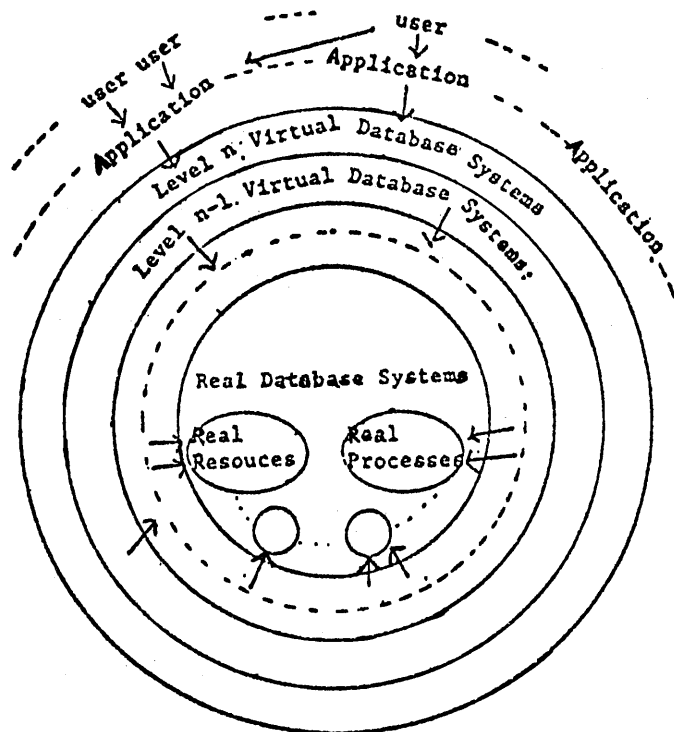 user
user user
Application
Application
Application
Level n; Virtual Database Systems
Level n-1. Virtual Database Systems.
Real Database Systems
Real
Resouces
Real
Processes